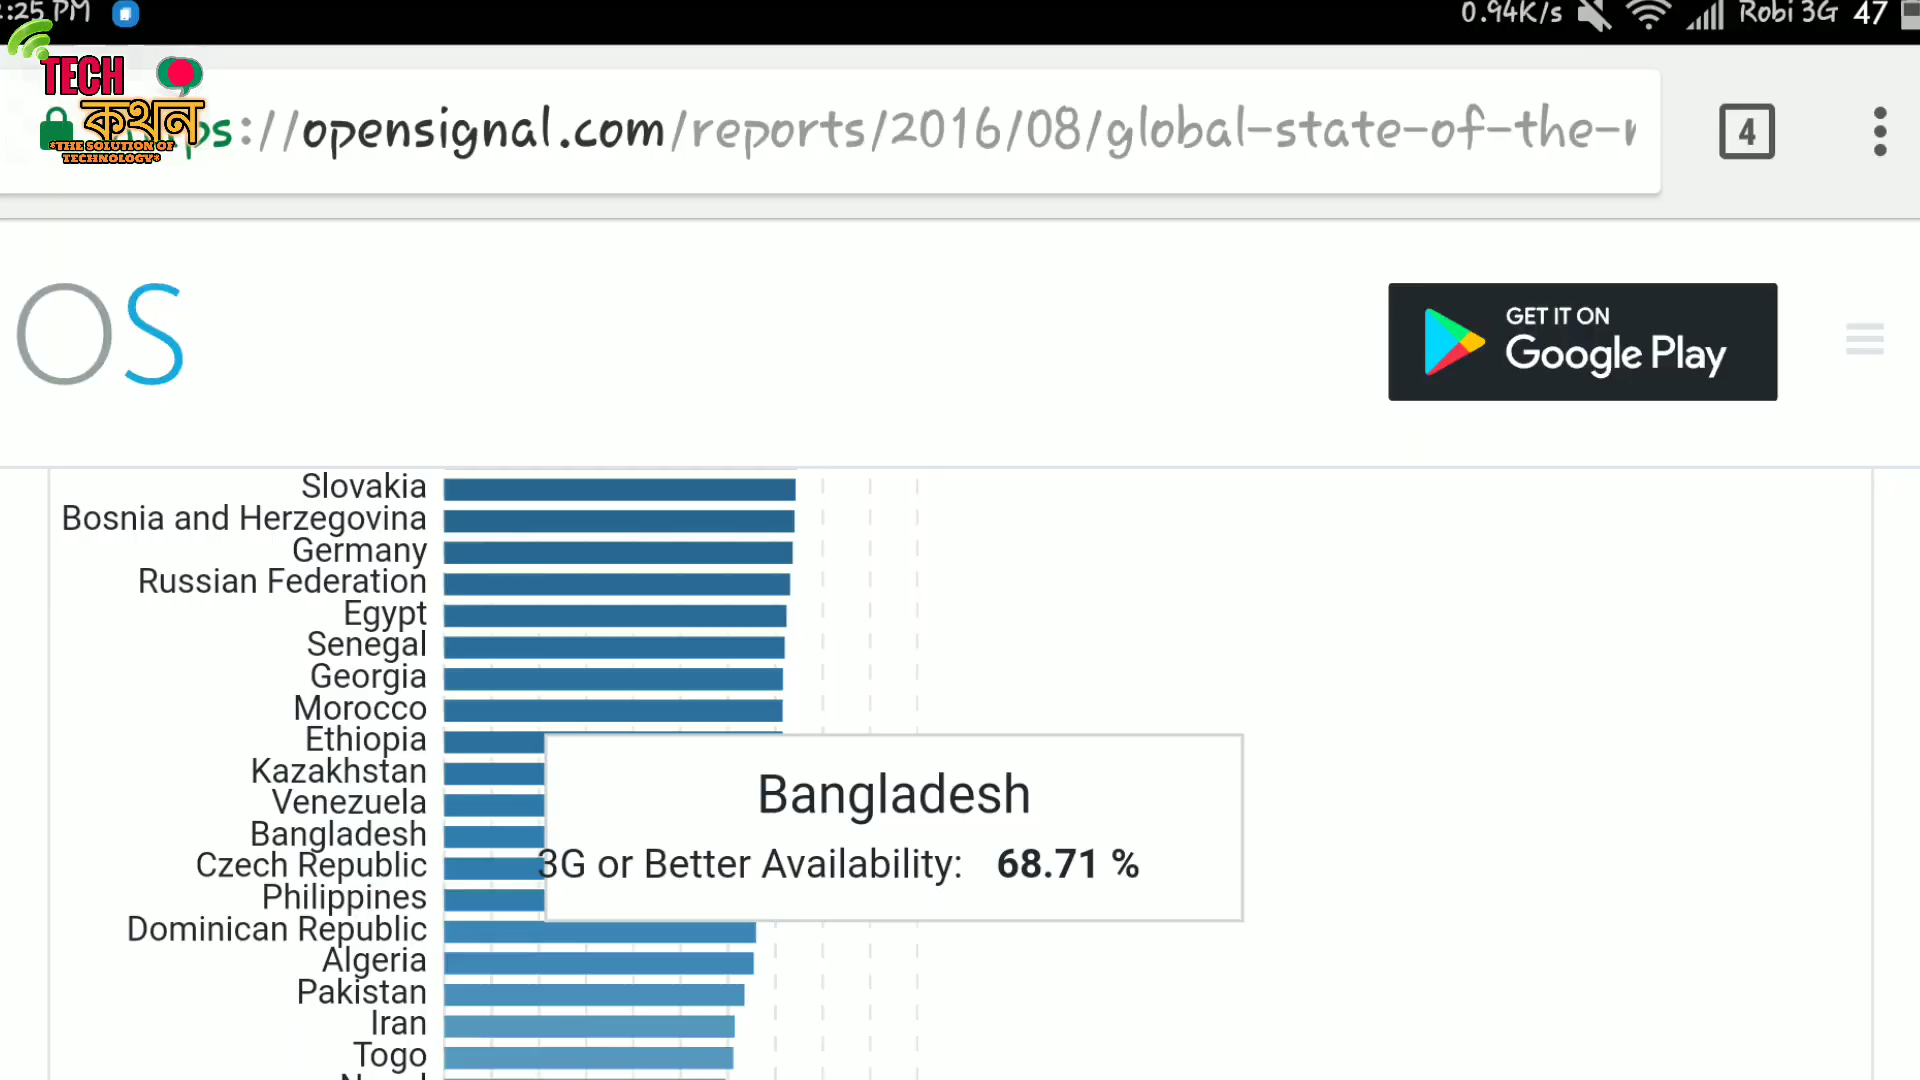 :25 PM
0.94K/s Robi 3G 47
TECH
কথন
*THE SOLUTION OF
TECHNOLOGY*
ps://opensignal.com/reports/2016/08/global-state-of-the-
4
OS
GET IT ON
Google Play
Slovakia
Bosnia and Herzegovina
Germany
Russian Federation
Egypt
Senegal
Georgia
Morocco
Ethiopia
Kazakhstan
Venezuela
Bangladesh
Czech Republic
Philippines
Dominican Republic
Algeria
Pakistan
Iran
Togo
Bangladesh
3G or Better Availability: 68.71 %